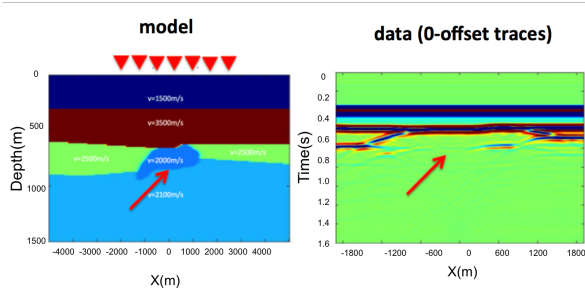 model
data (0-offset traces)
0
500
1000
1500
Depth(m)
v=1500m/s
v=3500m/s
v=2500m/s
v=2000m/s
v=2500m/s
v=2100m/s
-4000 -2000 -1000 0 1000 2000 4000
X(m)
0
0.2
0.4
0.6
0.8
1.0
1.2
1.4
1.6
Time(s)
-1800 -1200 -600 0 600 1200 1800
X(m)